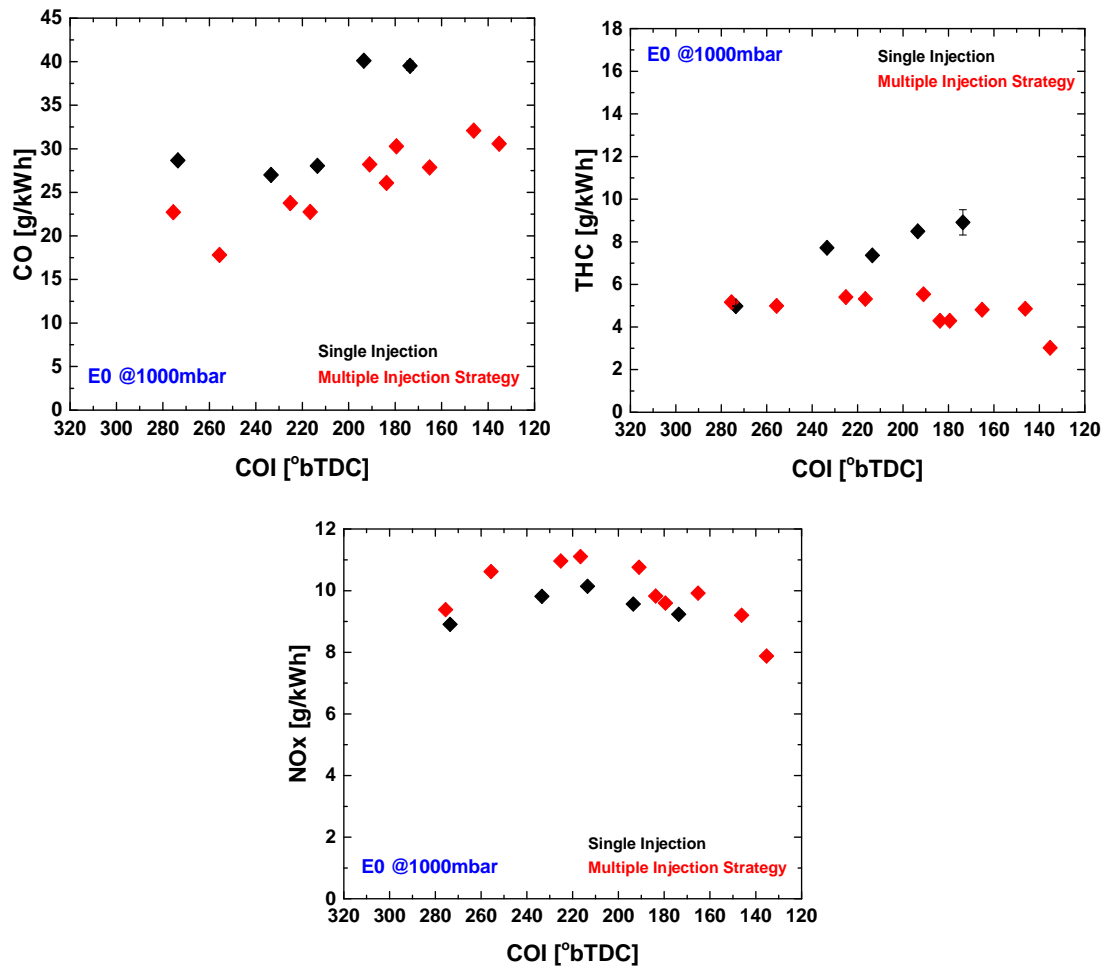 45
40
35
30
25
20
15
10
5
0
CO [g/kWh]
Single Injection
E0 @1000mbar
Multiple Injection Strategy
320 300 280 260 240 220 200 180 160 140 120
COI [°bTDC]
18
16
14
12
10
8
6
4
2
0
THC [g/kWh]
E0 @1000mbar
Single Injection
Multiple Injection Strategy
320 300 280 260 240 220 200 180 160 140 120
COI [°bTDC]
12
10
8
6
4
2
0
NOx [g/kWh]
Single Injection
E0 @1000mbar
Multiple Injection Strategy
320 300 280 260 240 220 200 180 160 140 120
COI [°bTDC]